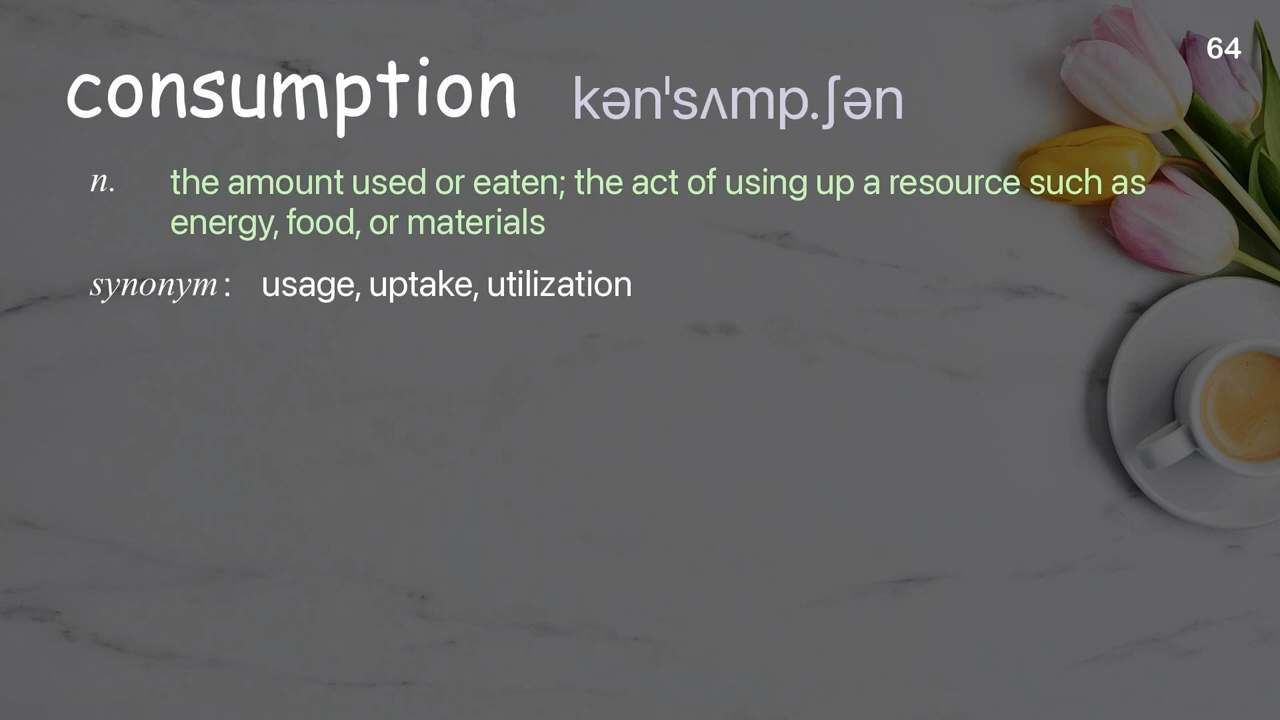 64
consumption kən'sʌmp.ʃən
n. the amount used or eaten; the act of using up a resource such as
energy, food, or materials
synonym: usage, uptake, utilization